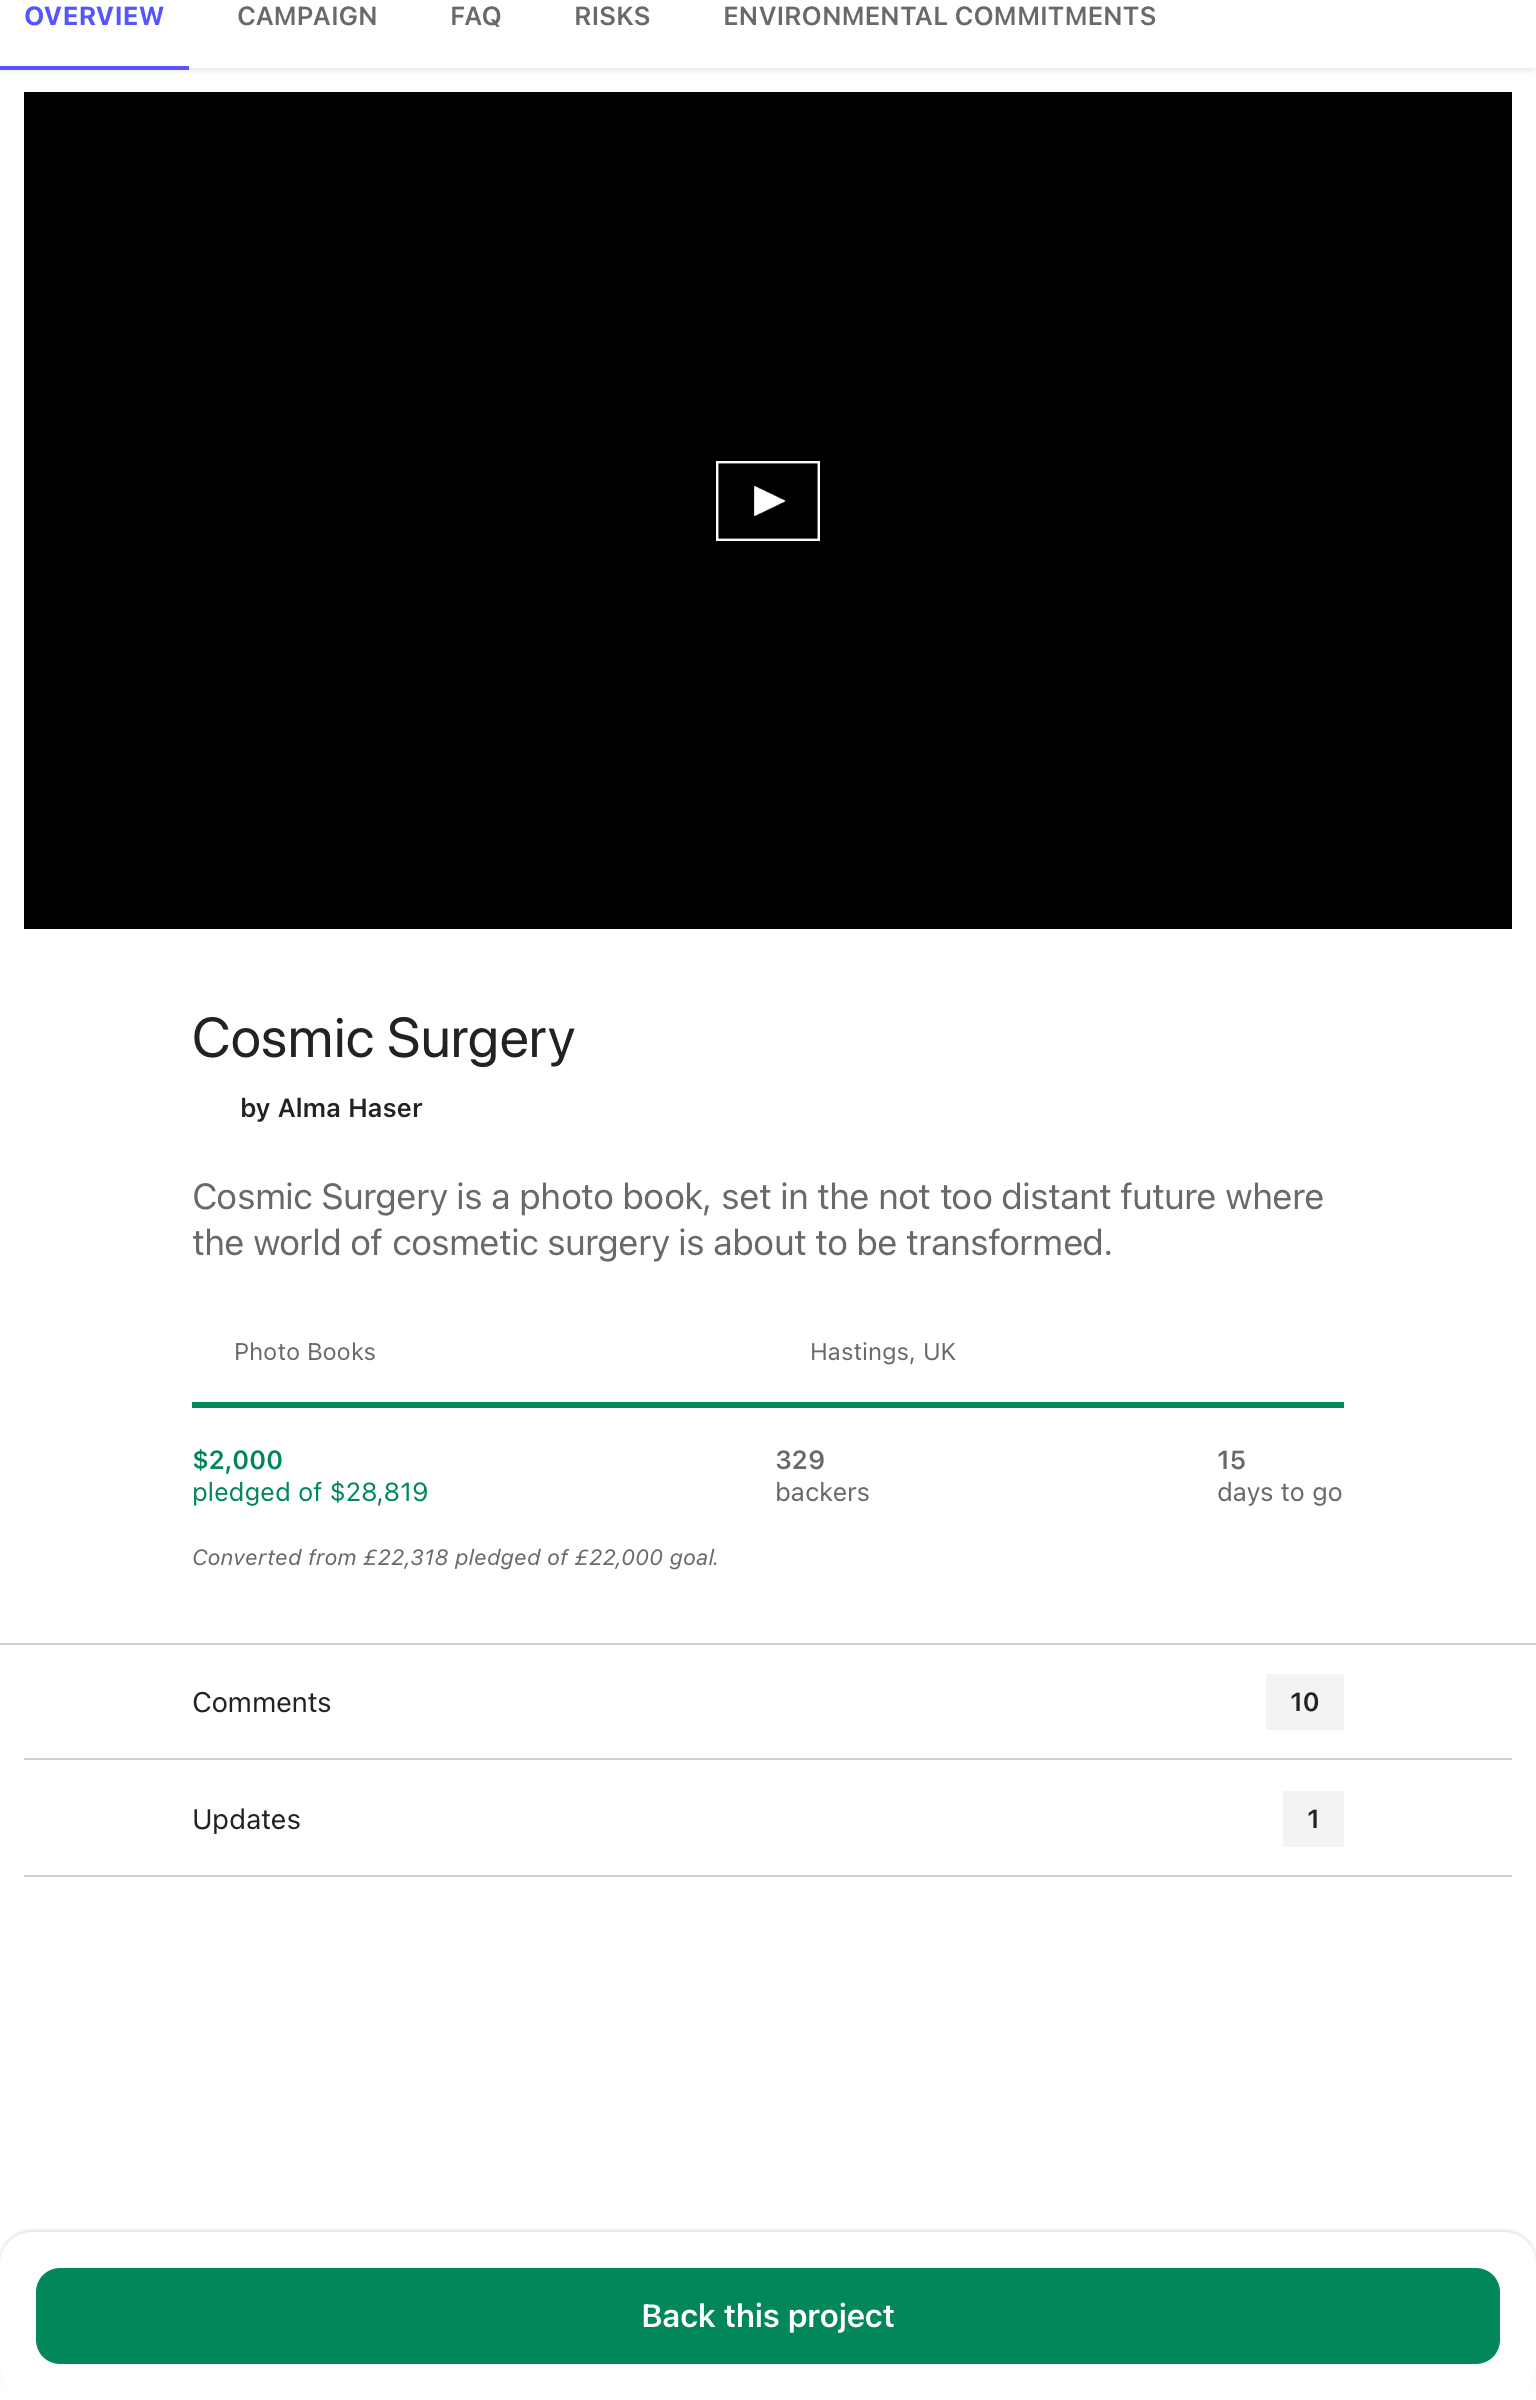 OVERVIEW CAMPAIGN FAQ RISKS ENVIRONMENTAL COMMITMENTS
Cosmic Surgery
by Alma Haser
Cosmic Surgery is a photo book, set in the not too distant future where
the world of cosmetic surgery is about to be transformed.
Photo Books Hastings, UK
$2,000 329 15
pledged of $28,819 backers days to go
Converted from £22,318 pledged of £22,000 goal.
Comments 10
Updates 1
Back this project